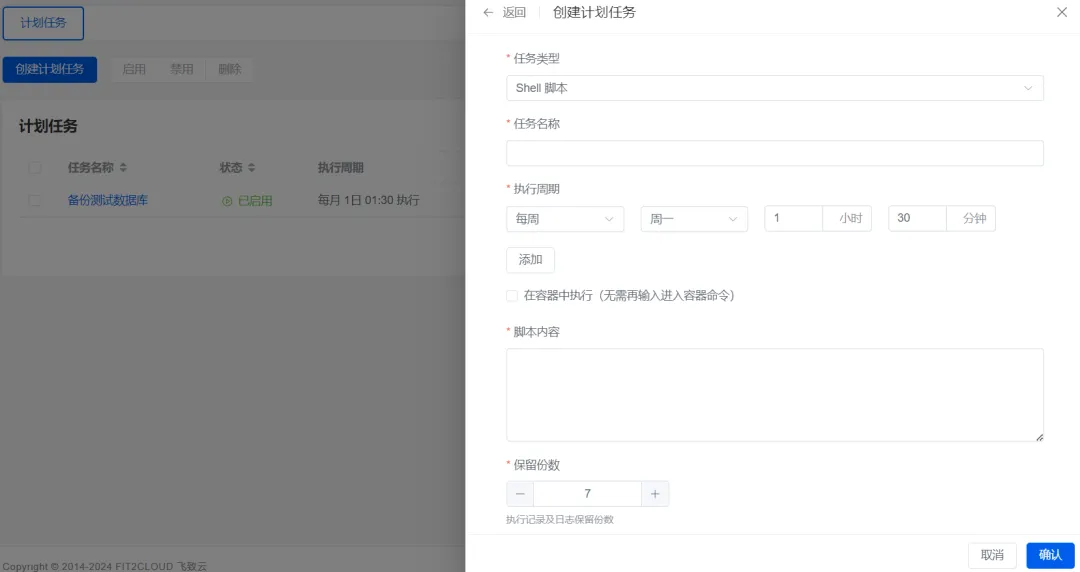 计划任务
创建计划任务 启用 禁用 删除
计划任务
任务名称 状态 执行周期
备份测试数据库 已启用 每月 1日 01:30 执行
Copyright © 2014-2024 FIT2CLOUD 飞致云
返回 创建计划任务
* 任务类型
Shell 脚本
* 任务名称
* 执行周期
每周 周一 1 小时 30 分钟
添加
在容器中执行（无需再输入进入容器命令）
* 脚本内容
* 保留份数
7
执行记录及日志保留份数
取消 确认